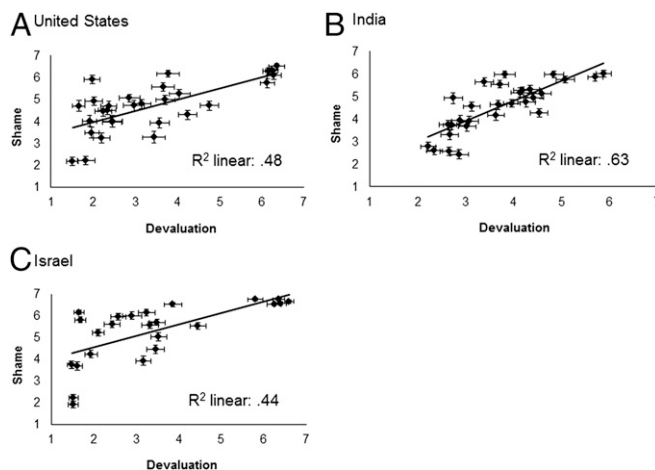 A United States
7
6
5
4
3
2
1
Shame
R² linear: .48
1 2 3 4 5 6 7
Devaluation
B India
7
6
5
4
3
2
1
Shame
R² linear: .63
1 2 3 4 5 6 7
Devaluation
C Israel
7
6
5
4
3
2
1
Shame
R² linear: .44
1 2 3 4 5 6 7
Devaluation